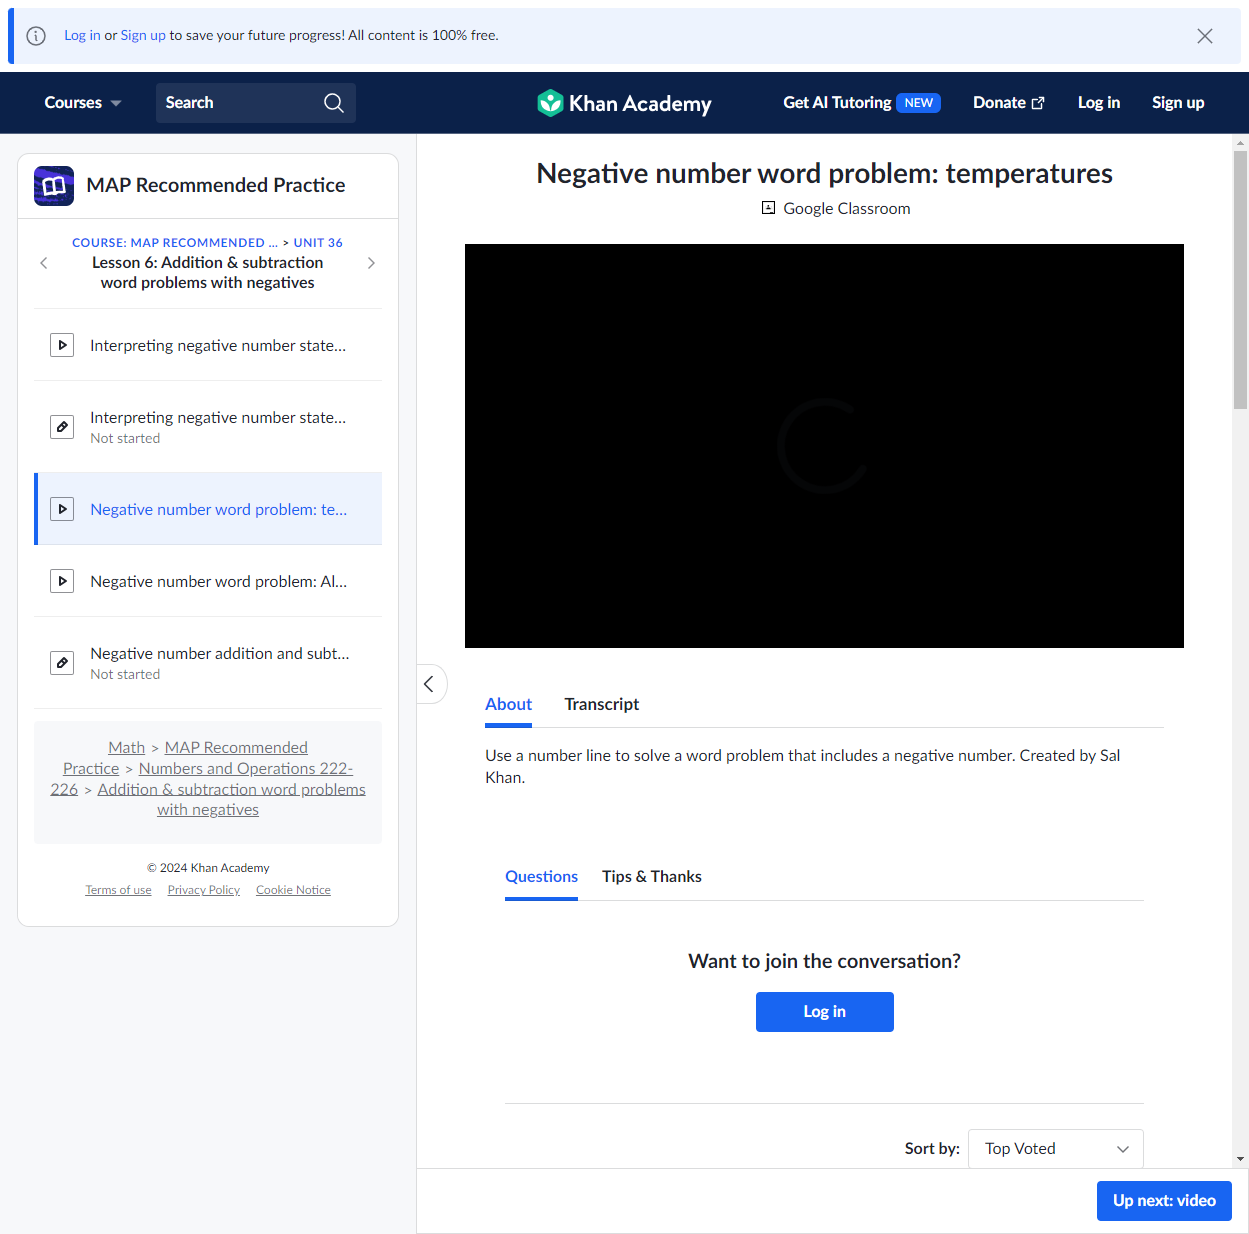 Log in or Sign up to save your future progress! All content is 100% free.
Courses
Search
Khan Academy
Get AI Tutoring NEW
Donate
Log in
Sign up
MAP Recommended Practice
COURSE: MAP RECOMMENDED ... > UNIT 36
Lesson 6: Addition & subtraction
word problems with negatives
Interpreting negative number state...
Interpreting negative number state...
Not started
Negative number word problem: te...
Negative number word problem: Al...
Negative number addition and subt...
Not started
Math > MAP Recommended
Practice > Numbers and Operations 222-
226 > Addition & subtraction word problems
with negatives
© 2024 Khan Academy
Terms of use Privacy Policy Cookie Notice
Negative number word problem: temperatures
Google Classroom
About Transcript
Use a number line to solve a word problem that includes a negative number. Created by Sal
Khan.
Questions Tips & Thanks
Want to join the conversation?
Log in
Sort by: Top Voted
Up next: video